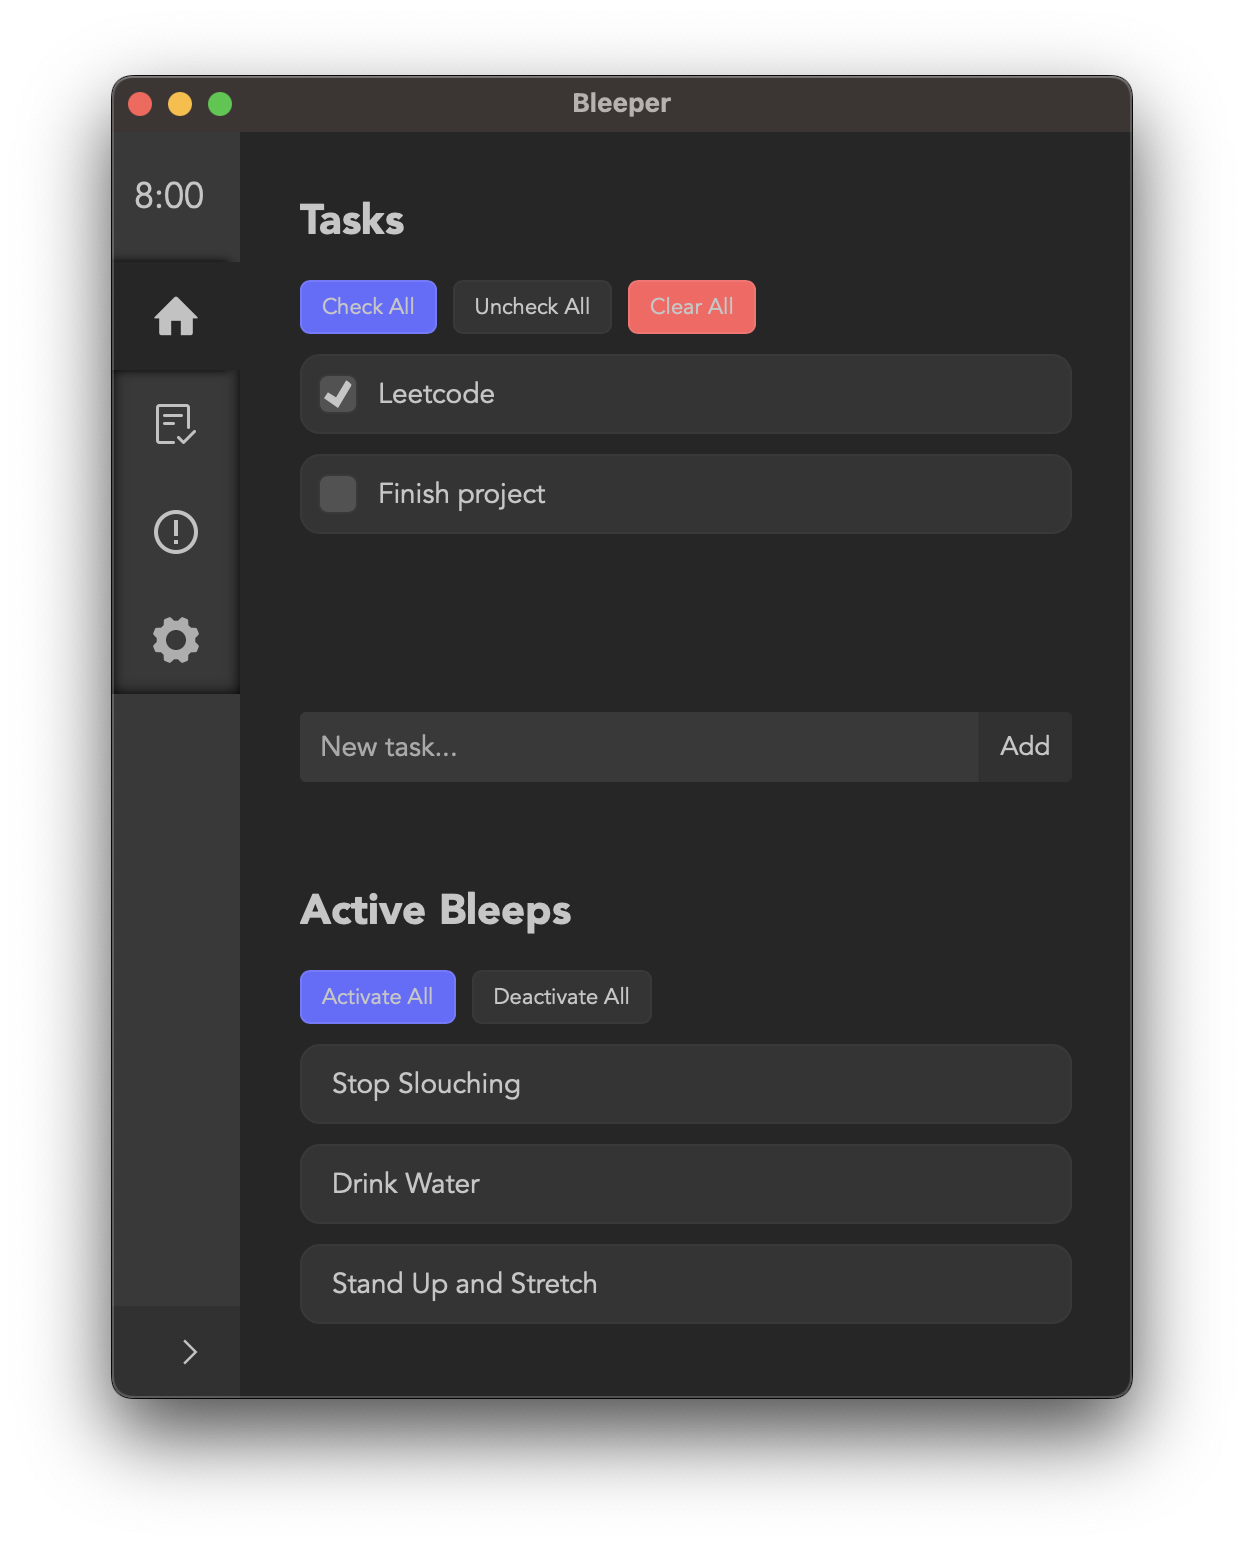 Bleeper
8:00
Tasks
Check All
Uncheck All
Clear All
Leetcode
Finish project
New task...
Add
Active Bleeps
Activate All
Deactivate All
Stop Slouching
Drink Water
Stand Up and Stretch